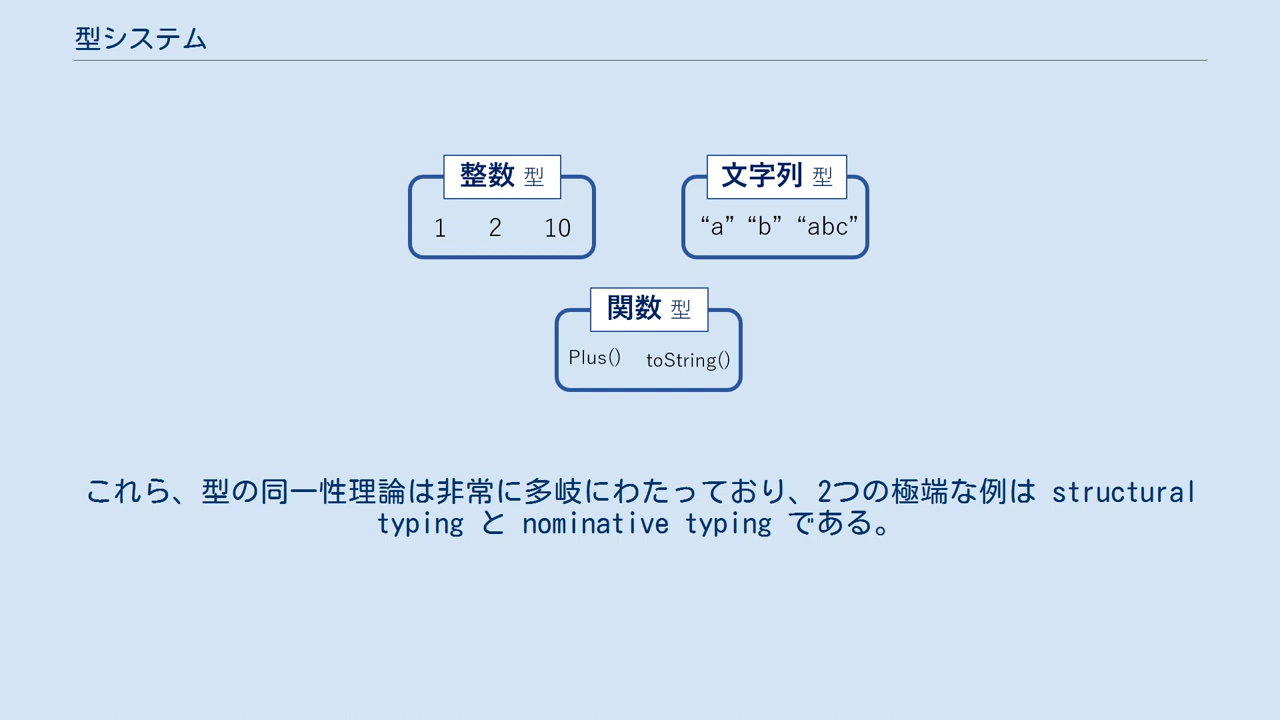 型システム
整数 型
文字列 型
1 2 10
“a” “b” “abc”
関数 型
Plus() toString()
これら、型の同一性理論は非常に多岐にわたっており、2つの極端な例は structural
typing と nominative typing である。